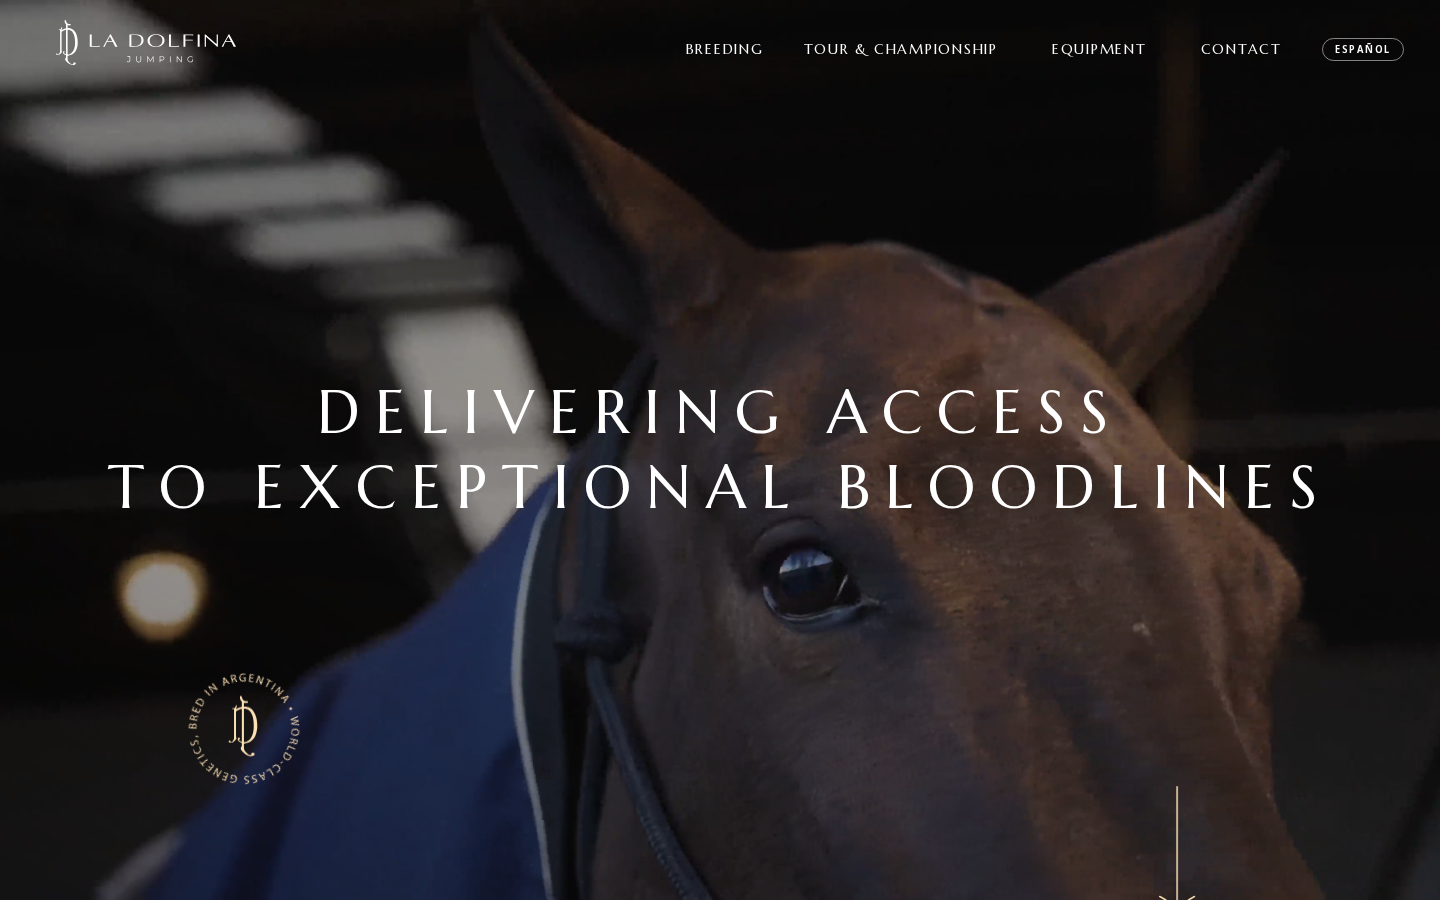 LA DOLFINA
JUMPING
BREEDING
TOUR & CHAMPIONSHIP
EQUIPMENT
CONTACT
ESPAÑOL
DELIVERING ACCESS
TO EXCEPTIONAL BLOODLINES
WORLD-CLASS GENETICS, BRED IN ARGENTINA •